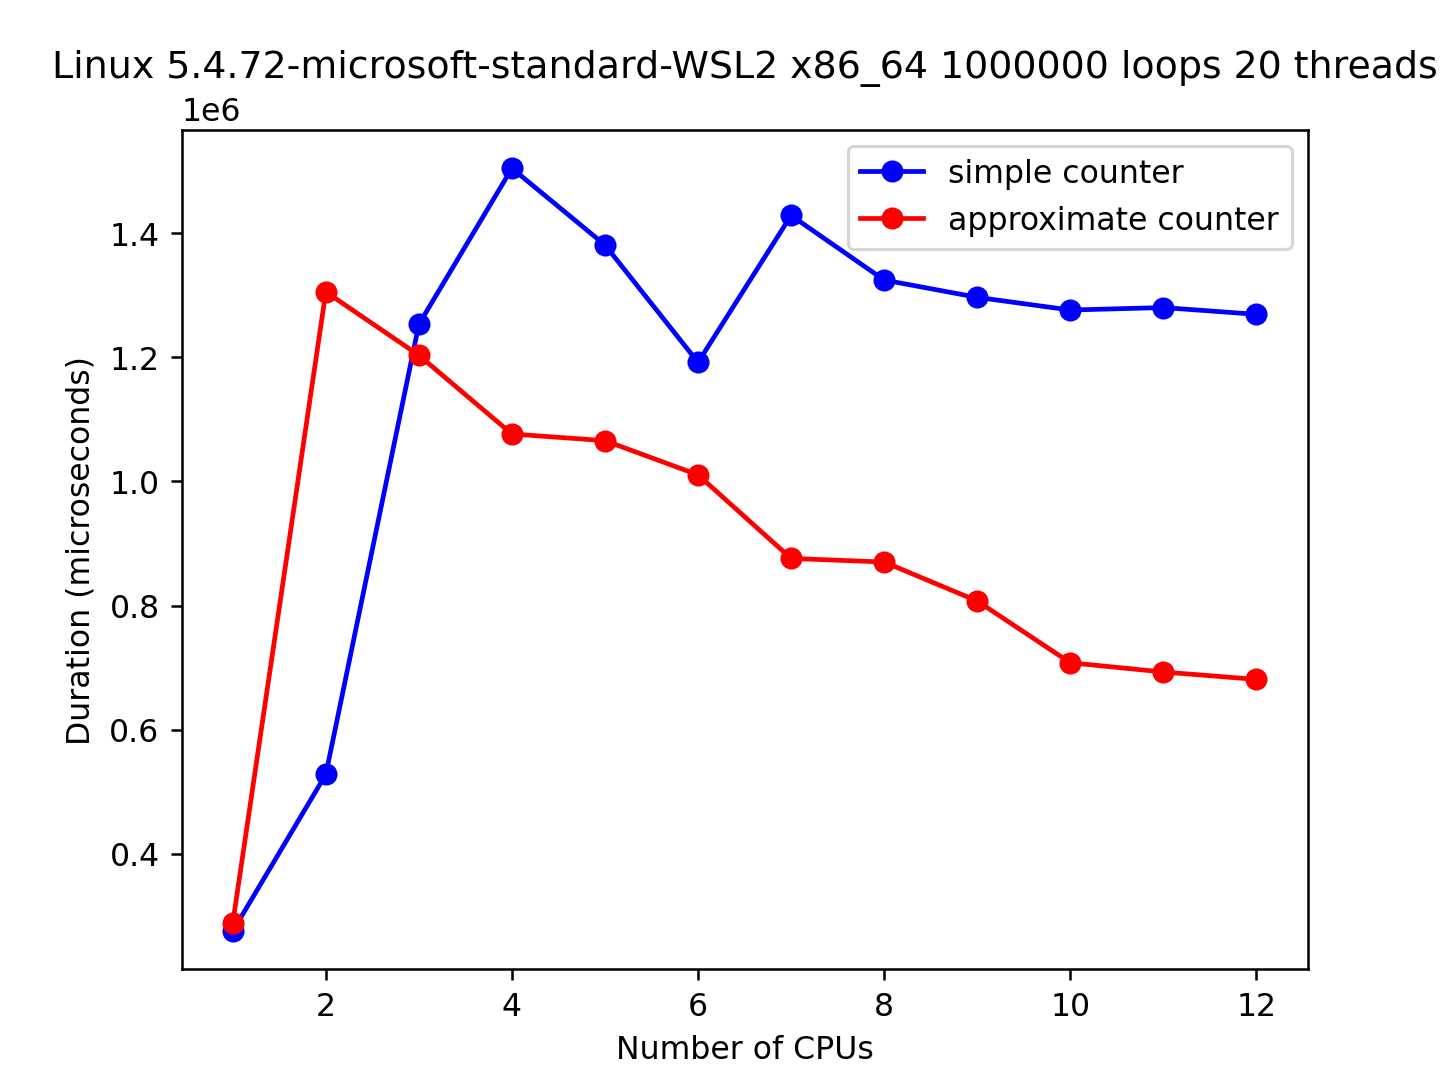 Linux 5.4.72-microsoft-standard-WSL2 x86_64 1000000 loops 20 threads
1e6
simple counter
approximate counter
1.4
1.2
1.0
0.8
0.6
0.4
Duration (microseconds)
2 4 6 8 10 12
Number of CPUs